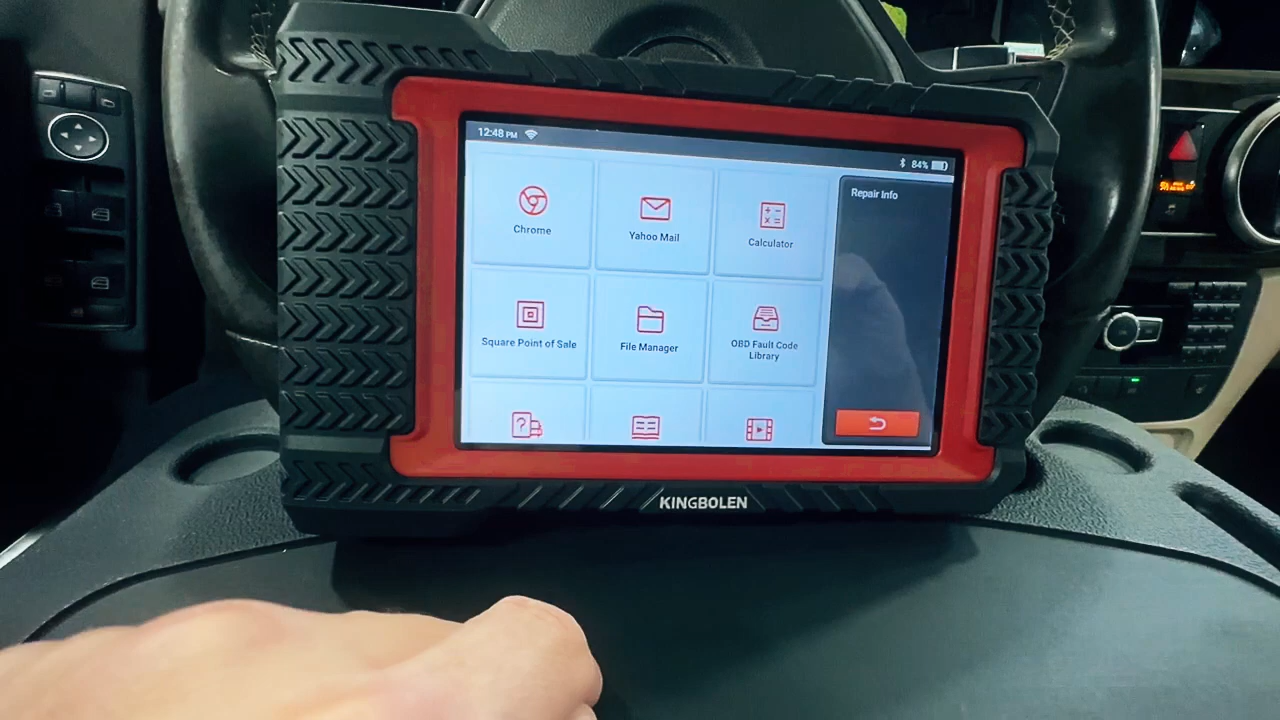 12:48 PM
84%
Chrome
Yahoo Mail
Calculator
Repair Info
Square Point of Sale
File Manager
OBD Fault Code
Library
KINGBOLEN